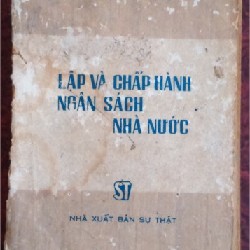 LẬP VÀ CHẤP HÀNH
NGÂN SÁCH
NHÀ NƯỚC
ST
NHÀ XUẤT BẢN SỰ THẬT